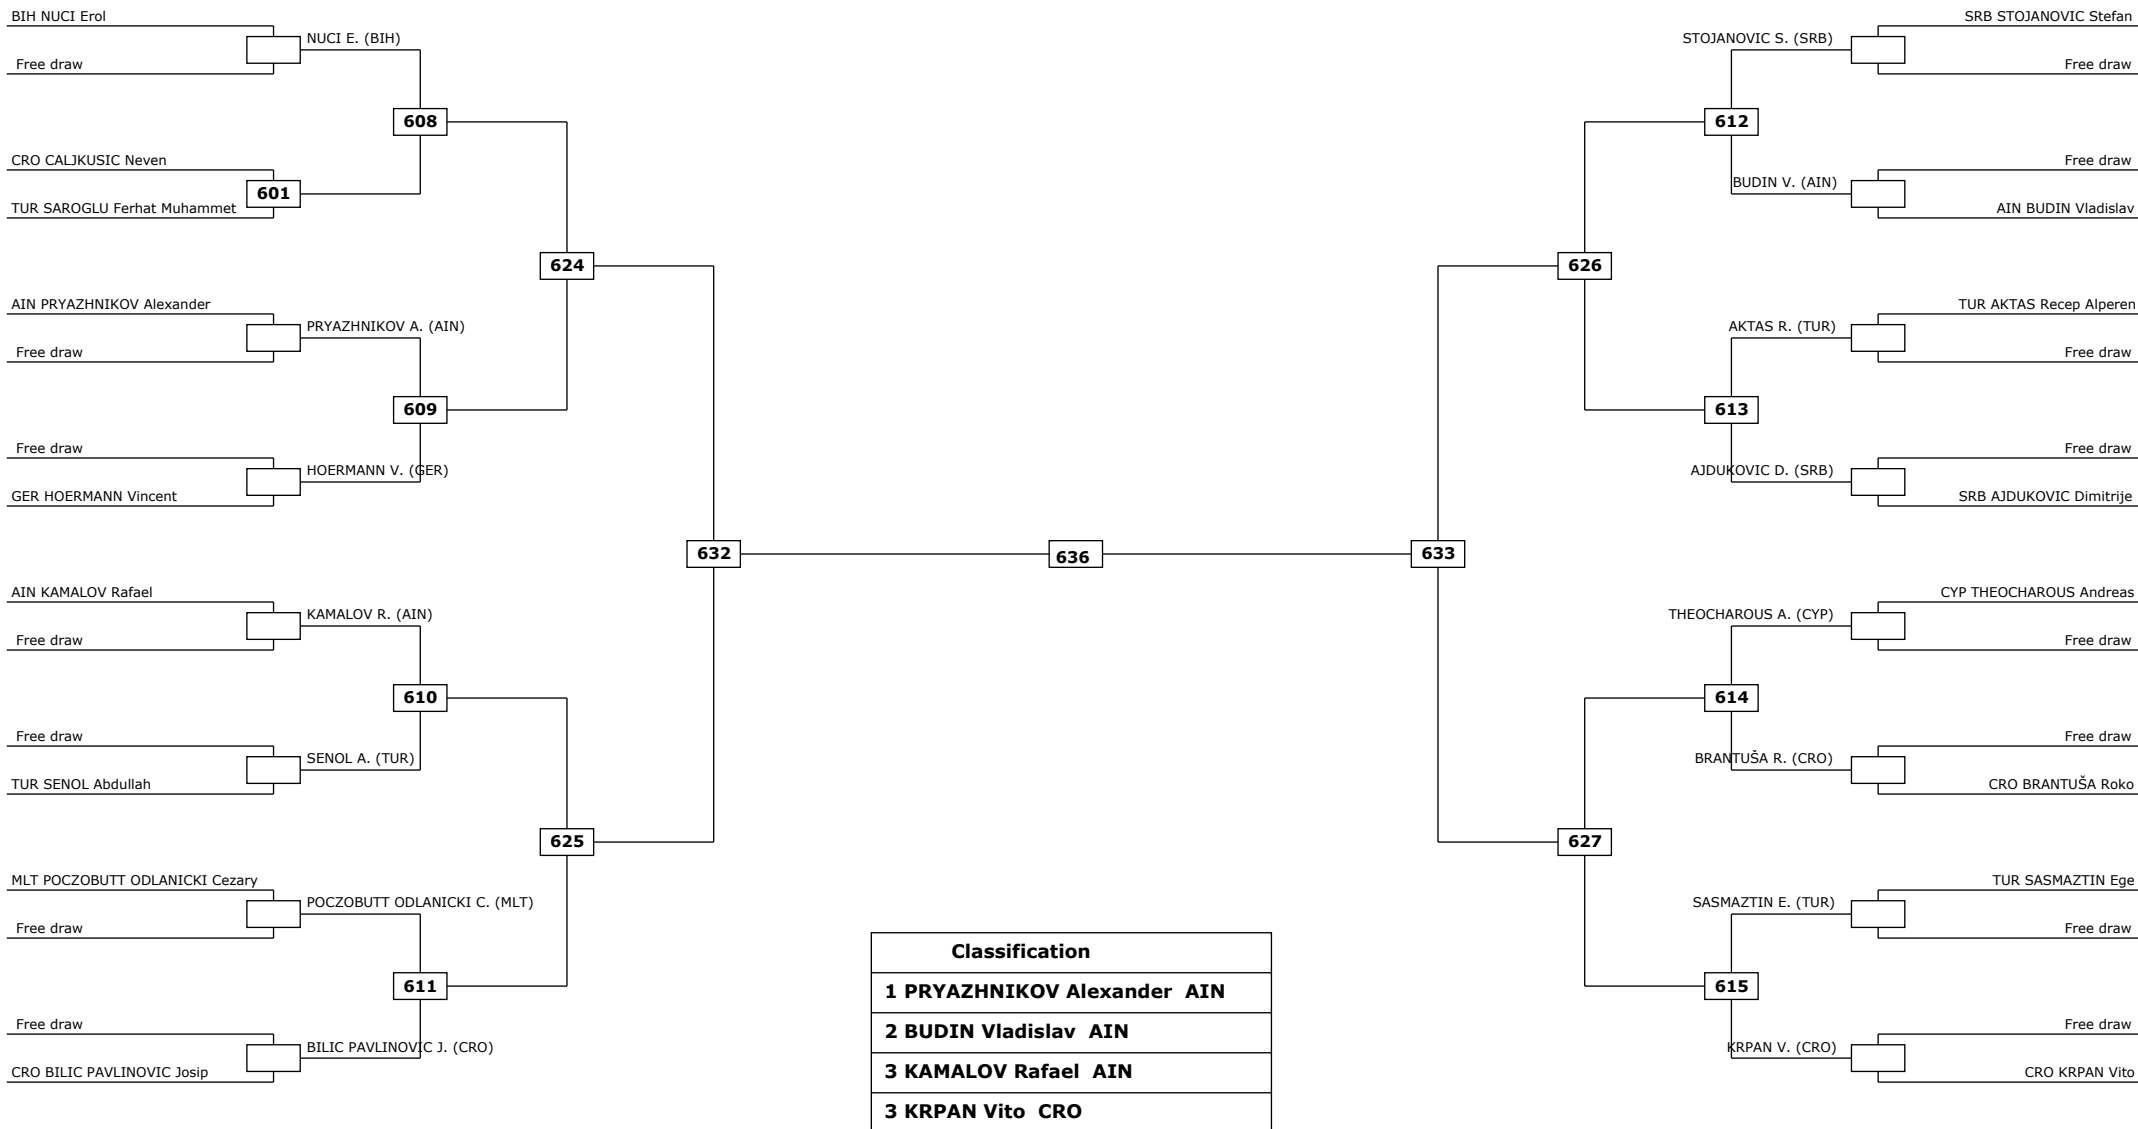 BIH NUCI Erol
NUCI E. (BIH)
Free draw
608
CRO CALJKUSIC Neven
601
TUR SAROGLU Ferhat Muhammet
624
AIN PRYAZHNIKOV Alexander
PRYAZHNIKOV A. (AIN)
Free draw
609
Free draw
HOERMANN V. (GER)
GER HOERMANN Vincent
632
AIN KAMALOV Rafael
KAMALOV R. (AIN)
Free draw
610
Free draw
SENOL A. (TUR)
TUR SENOL Abdullah
625
MLT POCZOBUTT ODLANICKI Cezary
POCZOBUTT ODLANICKI C. (MLT)
Free draw
611
Free draw
BILIC PAVLINOVIC J. (CRO)
CRO BILIC PAVLINOVIC Josip
636
SRB STOJANOVIC Stefan
STOJANOVIC S. (SRB)
Free draw
612
Free draw
BUDIN V. (AIN)
AIN BUDIN Vladislav
626
TUR AKTAS Recep Alperen
AKTAS R. (TUR)
Free draw
613
Free draw
AJDUKOVIC D. (SRB)
SRB AJDUKOVIC Dimitrije
633
CYP THEOCHAROUS Andreas
THEOCHAROUS A. (CYP)
Free draw
614
Free draw
BRANTUŠA R. (CRO)
CRO BRANTUŠA Roko
627
TUR SASMAZTIN Ege
SASMAZTIN E. (TUR)
Free draw
615
Free draw
KRPAN V. (CRO)
CRO KRPAN Vito
Classification
1 PRYAZHNIKOV Alexander AIN
2 BUDIN Vladislav AIN
3 KAMALOV Rafael AIN
3 KRPAN Vito CRO